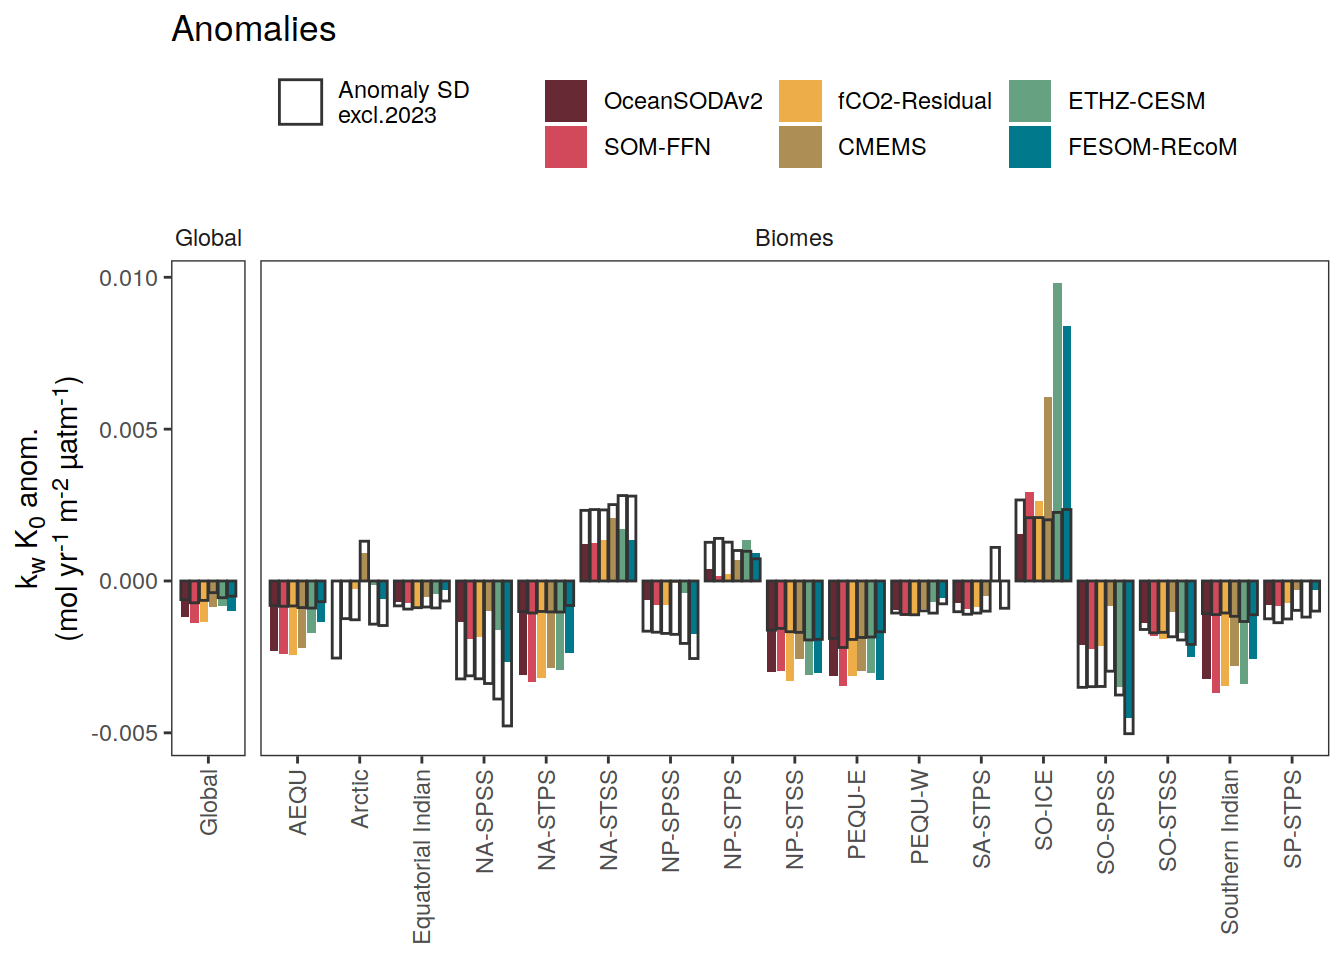 Anomalies
Anomaly SD
excl.2023
OceanSODAv2
fCO2-Residual
ETHZ-CESM
SOM-FFN
CMEMS
FESOM-REcoM
Global
Biomes
0.010
0.005
0.000
-0.005
k_w K_0 anom.
(mol yr^-1 m^-2 µatm^-1)
Global
AEQU
Arctic
Equatorial Indian
NA-SPSS
NA-STPS
NA-STSS
NP-SPSS
NP-STPS
NP-STSS
PEQU-E
PEQU-W
SA-STPS
SO-ICE
SO-SPSS
SO-STSS
Southern Indian
SP-STPS